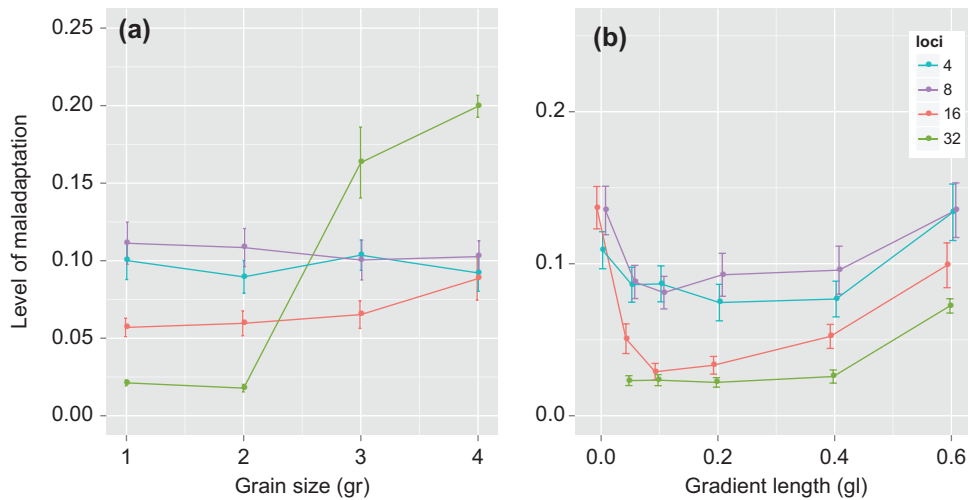 (a)
Level of maladaptation
0.25
0.20
0.15
0.10
0.05
0.00
1 2 3 4
Grain size (gr)
(b)
0.2
0.1
0.0
0.0 0.2 0.4 0.6
Gradient length (gl)
loci
4
8
16
32